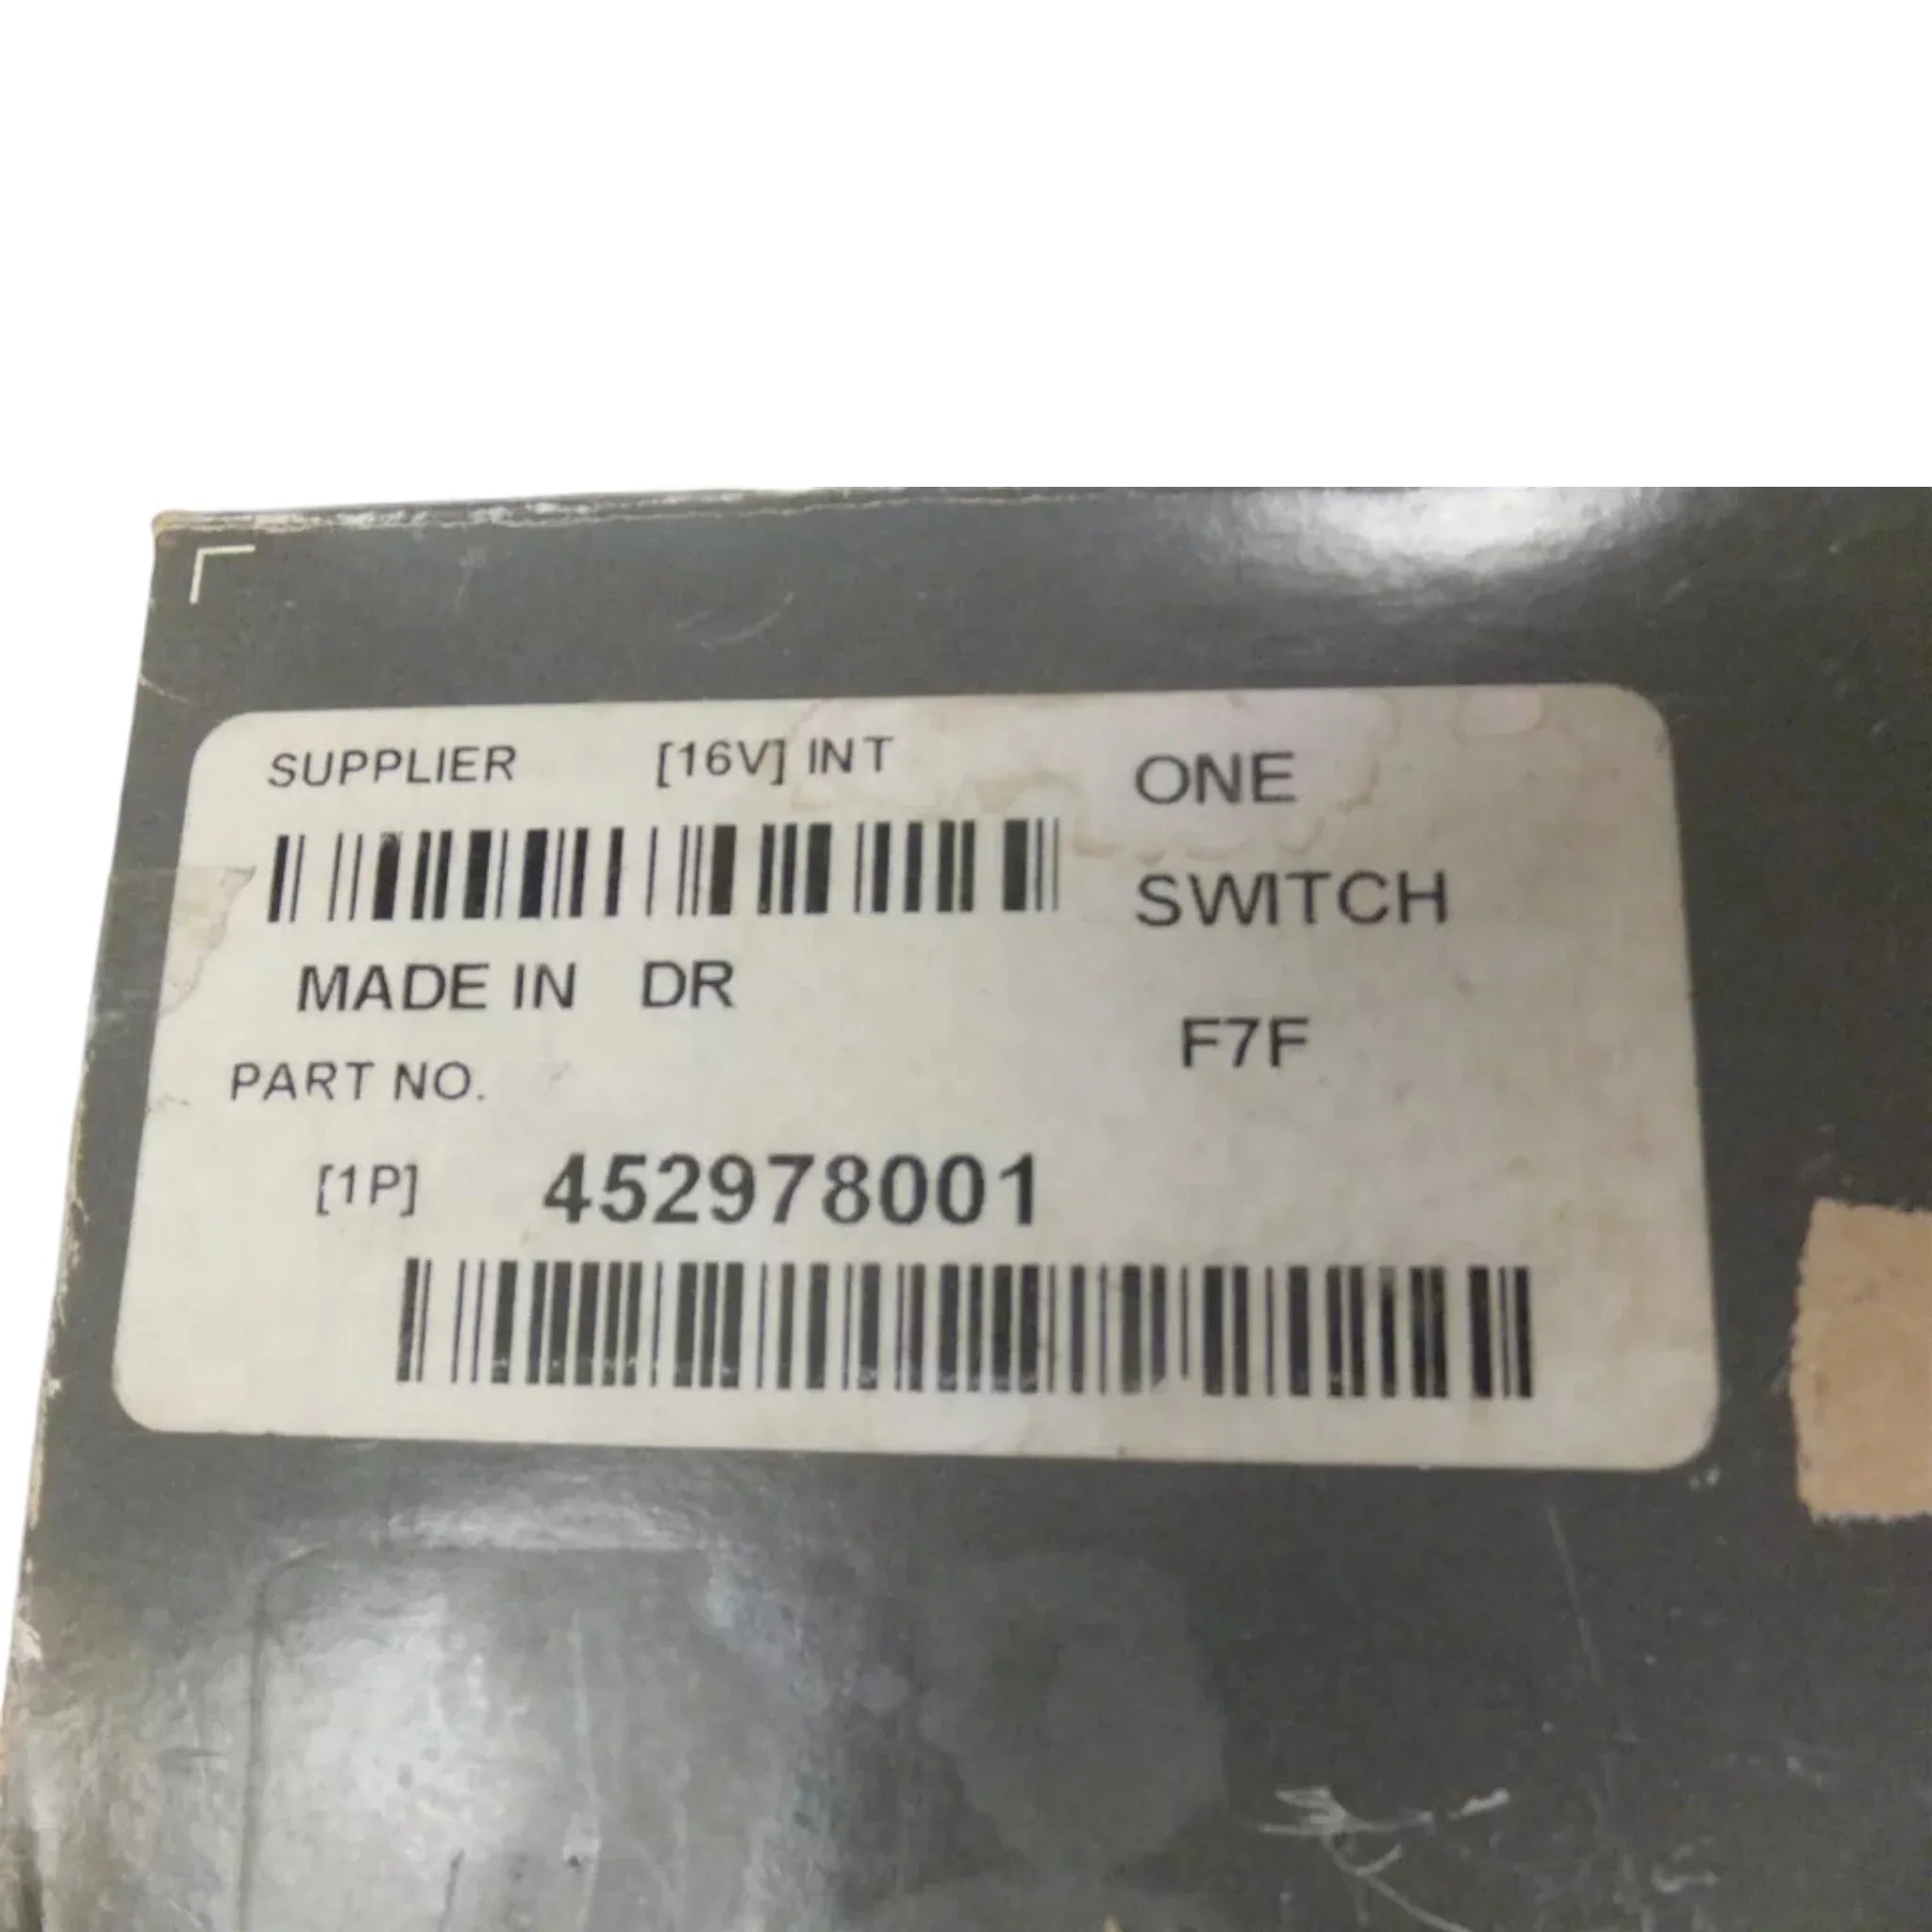 SUPPLIER [16V] INT
ONE
SWITCH
MADE IN DR
F7F
PART NO.
[1P] 452978001